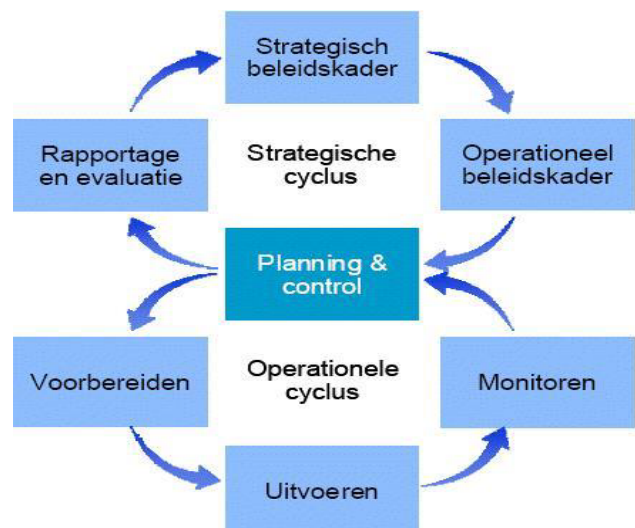 Strategisch
beleidskader
Rapportage
en evaluatie
Strategische
cyclus
Operationeel
beleidskader
Planning &
control
Voorbereiden
Operationele
cyclus
Monitoren
Uitvoeren